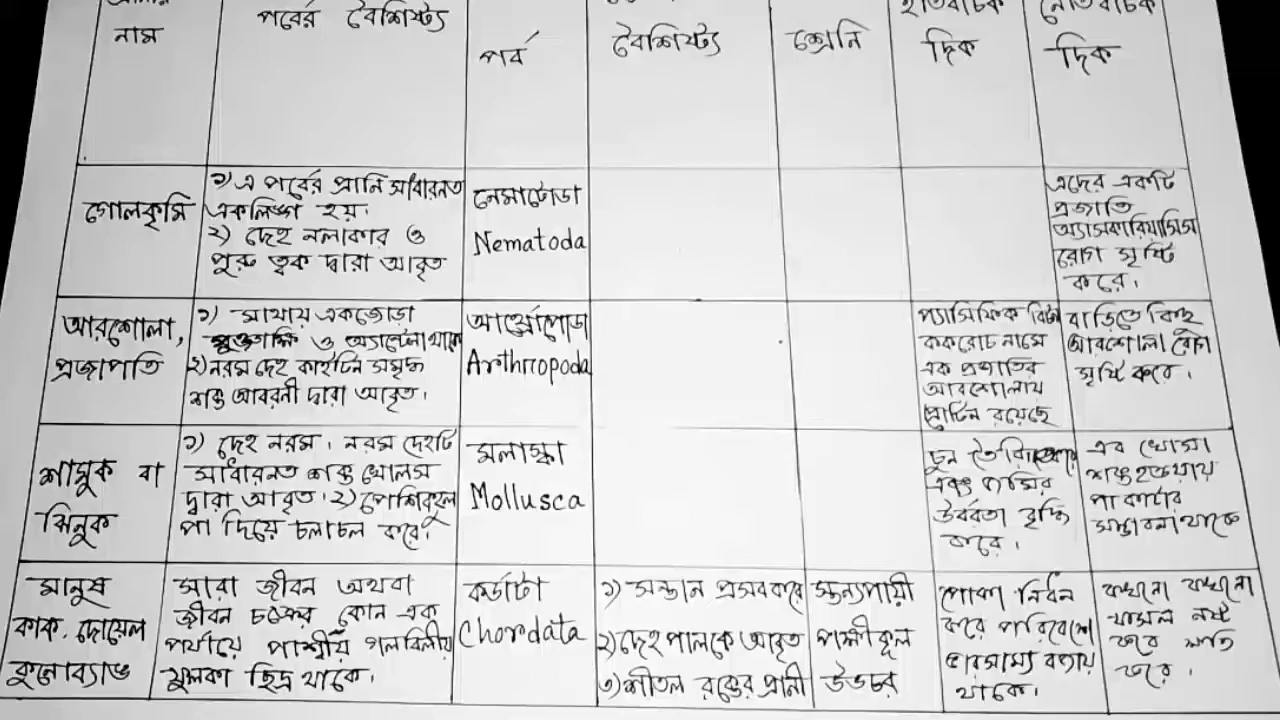 নাম
পর্বের বৈশিষ্ট্য
পর্ব
বৈশিষ্ট্য
শ্রেনি
ইতিবাচক
দিক
নেতিবাচক
দিক
গোলকৃমি
১) এ পর্বের প্রানি সাধারনত
একলিঙ্গ হয়।
২) দেহ নলাকার ও
পুরু ত্বক দ্বারা আবৃত
নেমাটোডা
Nematoda
এদের একটি
প্রজাতি
অ্যাসকারিয়াসিস
রোগ সৃষ্টি
করে।
আরশোলা,
প্রজাপতি
১) মাথায় একজোড়া
পুঞ্জাক্ষি ও অ্যান্টেনা থাকে
২) নরম দেহ কাইটিন সমৃদ্ধ
শক্ত আবরনী দ্বারা আবৃত।
আর্থ্রোপোডা
Arthropoda
প্যাসিফিক বিটল
ককরোচ নামে
এক প্রজাতির
আরশোলায়
প্রোটিন রয়েছে
বাড়িতে কিছু
আরশোলা রোগ
সৃষ্টি করে।
শামুক বা
ঝিনুক
১) দেহ নরম। নরম দেহটি
সাধারনত শক্ত খোলস
দ্বারা আবৃত। ২) পেশিবহুল
পা দিয়ে চলাচল করে।
মলাস্কা
Mollusca
চুন তৈরি
এবং জমির
উর্বরতা বৃদ্ধি
করে।
এর খোসা
শক্ত হওয়ায়
পা কাটার
সম্ভাবনা থাকে
মানুষ
কাক, দোয়েল
কুনোব্যাঙ
সারা জীবন অথবা
জীবন চক্রের কোন এক
পর্যায়ে পার্শ্বীয় গলবিলীয়
ফুলকা ছিদ্র থাকে।
কর্ডাটা
Chordata
১) সন্তান প্রসব করে
২) দেহ পালকে আবৃত
৩) শীতল রক্তের প্রানী
স্তন্যপায়ী
পক্ষীকূল
উভচর
পোকা নিধন
করে পরিবেশে
ভারসাম্য বজায়
থাকে।
কখনো কখনো
ফসল নষ্ট
করে ক্ষতি
করে।